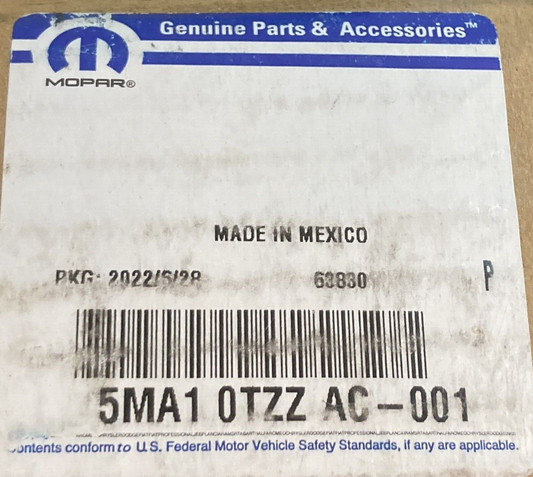 Genuine Parts & Accessories™
MOPAR®
MADE IN MEXICO
PKG: 2022/5/28 63830 P
5MA1 0TZZ AC-001
contents conform to U.S. Federal Motor Vehicle Safety Standards, if any are applicable.